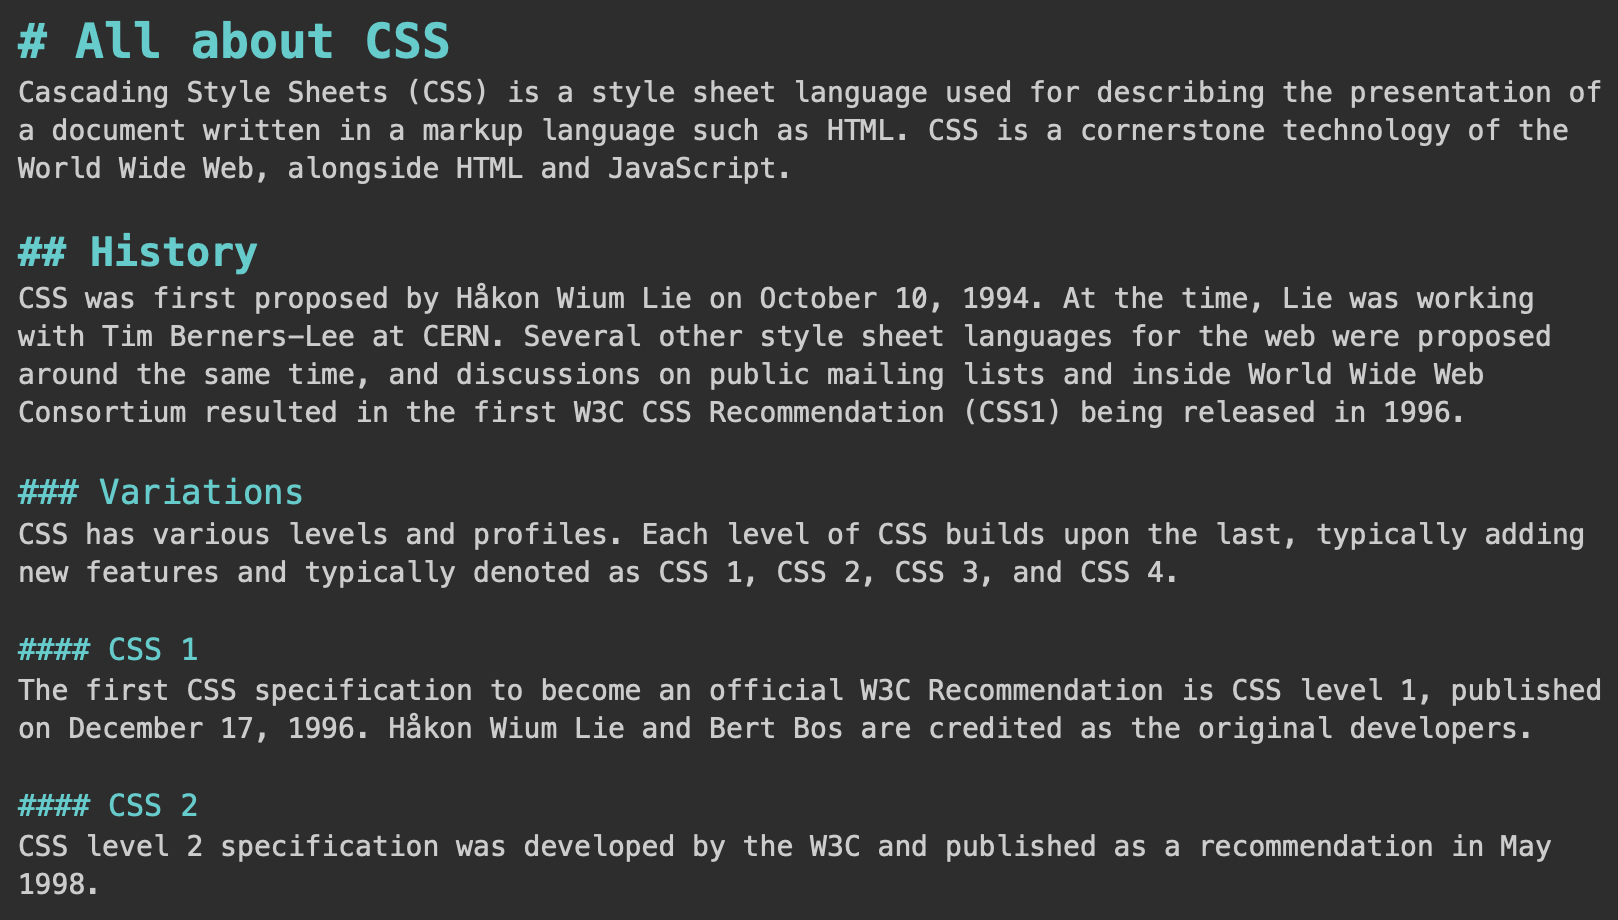 # All about CSS
Cascading Style Sheets (CSS) is a style sheet language used for describing the presentation of
a document written in a markup language such as HTML. CSS is a cornerstone technology of the
World Wide Web, alongside HTML and JavaScript.
## History
CSS was first proposed by Håkon Wium Lie on October 10, 1994. At the time, Lie was working
with Tim Berners-Lee at CERN. Several other style sheet languages for the web were proposed
around the same time, and discussions on public mailing lists and inside World Wide Web
Consortium resulted in the first W3C CSS Recommendation (CSS1) being released in 1996.
### Variations
CSS has various levels and profiles. Each level of CSS builds upon the last, typically adding
new features and typically denoted as CSS 1, CSS 2, CSS 3, and CSS 4.
#### CSS 1
The first CSS specification to become an official W3C Recommendation is CSS level 1, published
on December 17, 1996. Håkon Wium Lie and Bert Bos are credited as the original developers.
#### CSS 2
CSS level 2 specification was developed by the W3C and published as a recommendation in May
1998.